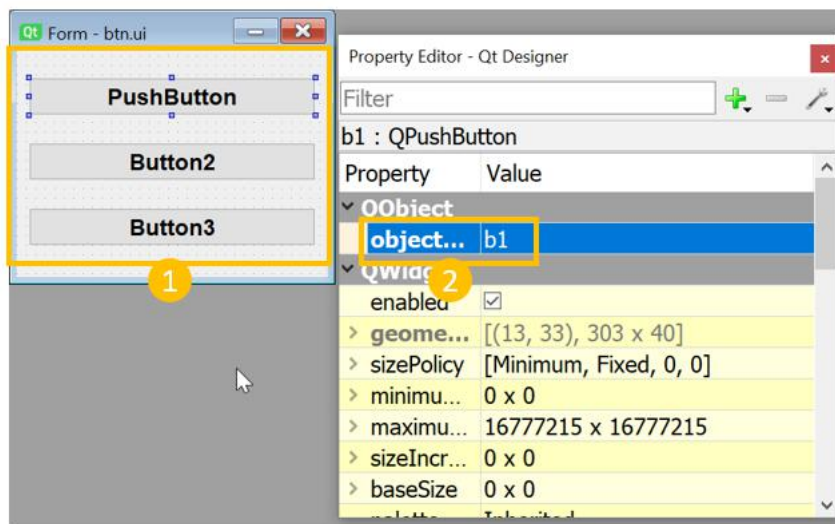 Qt Form - btn.ui
PushButton
Button2
Button3
1
Property Editor - Qt Designer
Filter
b1 : QPushButton
Property Value
QObject
object... b1
2
enabled
geome... [(13, 33), 303 x 40]
sizePolicy [Minimum, Fixed, 0, 0]
minimu... 0 x 0
maximu... 16777215 x 16777215
sizeIncr... 0 x 0
baseSize 0 x 0
Inherited